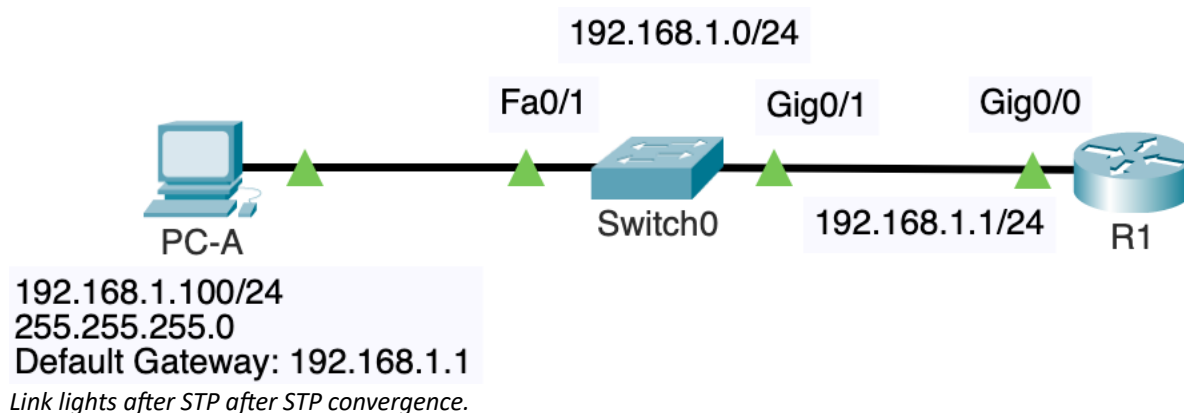 192.168.1.0/24
Fa0/1
Gig0/1
Gig0/0
PC-A
Switch0
192.168.1.1/24
R1
192.168.1.100/24
255.255.255.0
Default Gateway: 192.168.1.1
Link lights after STP after STP convergence.